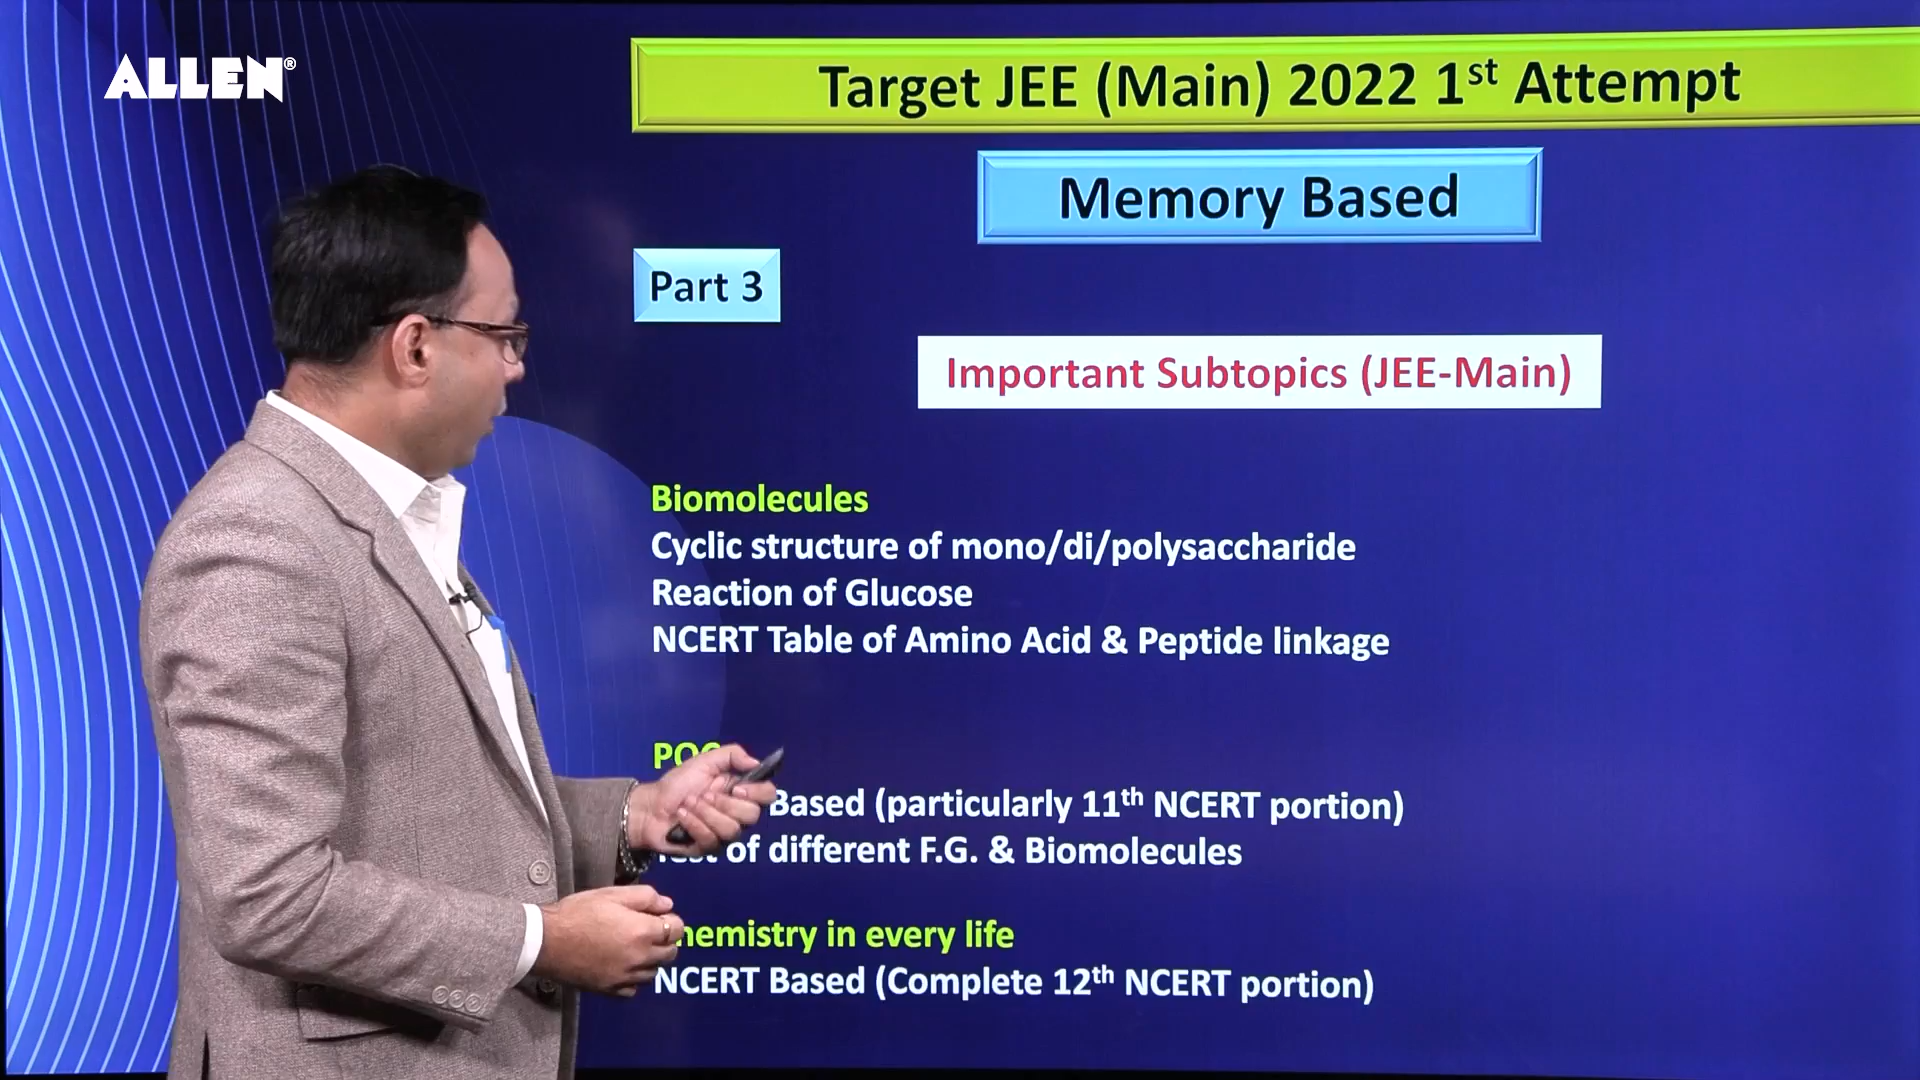 ALLEN®
Target JEE (Main) 2022 1st Attempt
Memory Based
Part 3
Important Subtopics (JEE-Main)
Biomolecules
Cyclic structure of mono/di/polysaccharide
Reaction of Glucose
NCERT Table of Amino Acid & Peptide linkage
Based (particularly 11th NCERT portion)
of different F.G. & Biomolecules
hemistry in every life
NCERT Based (Complete 12th NCERT portion)